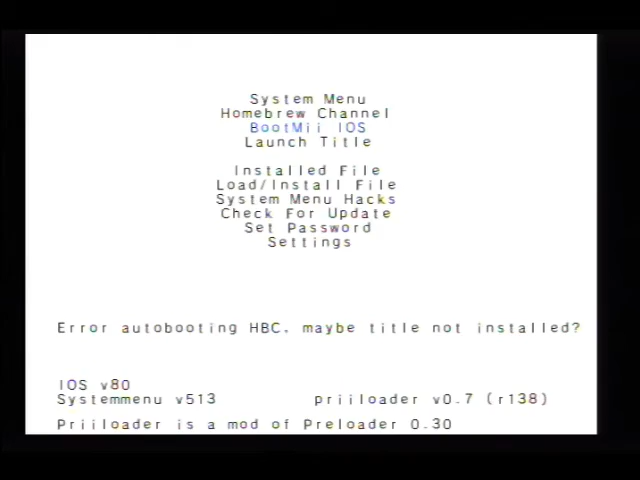 System Menu
Homebrew Channel
BootMii IOS
Launch Title
Installed File
Load/Install File
System Menu Hacks
Check For Update
Set Password
Settings
Error autobooting HBC. maybe title not installed?
IOS v80
Systemmenu v513
priiloader v0.7 (r138)
Priiloader is a mod of Preloader 0.30